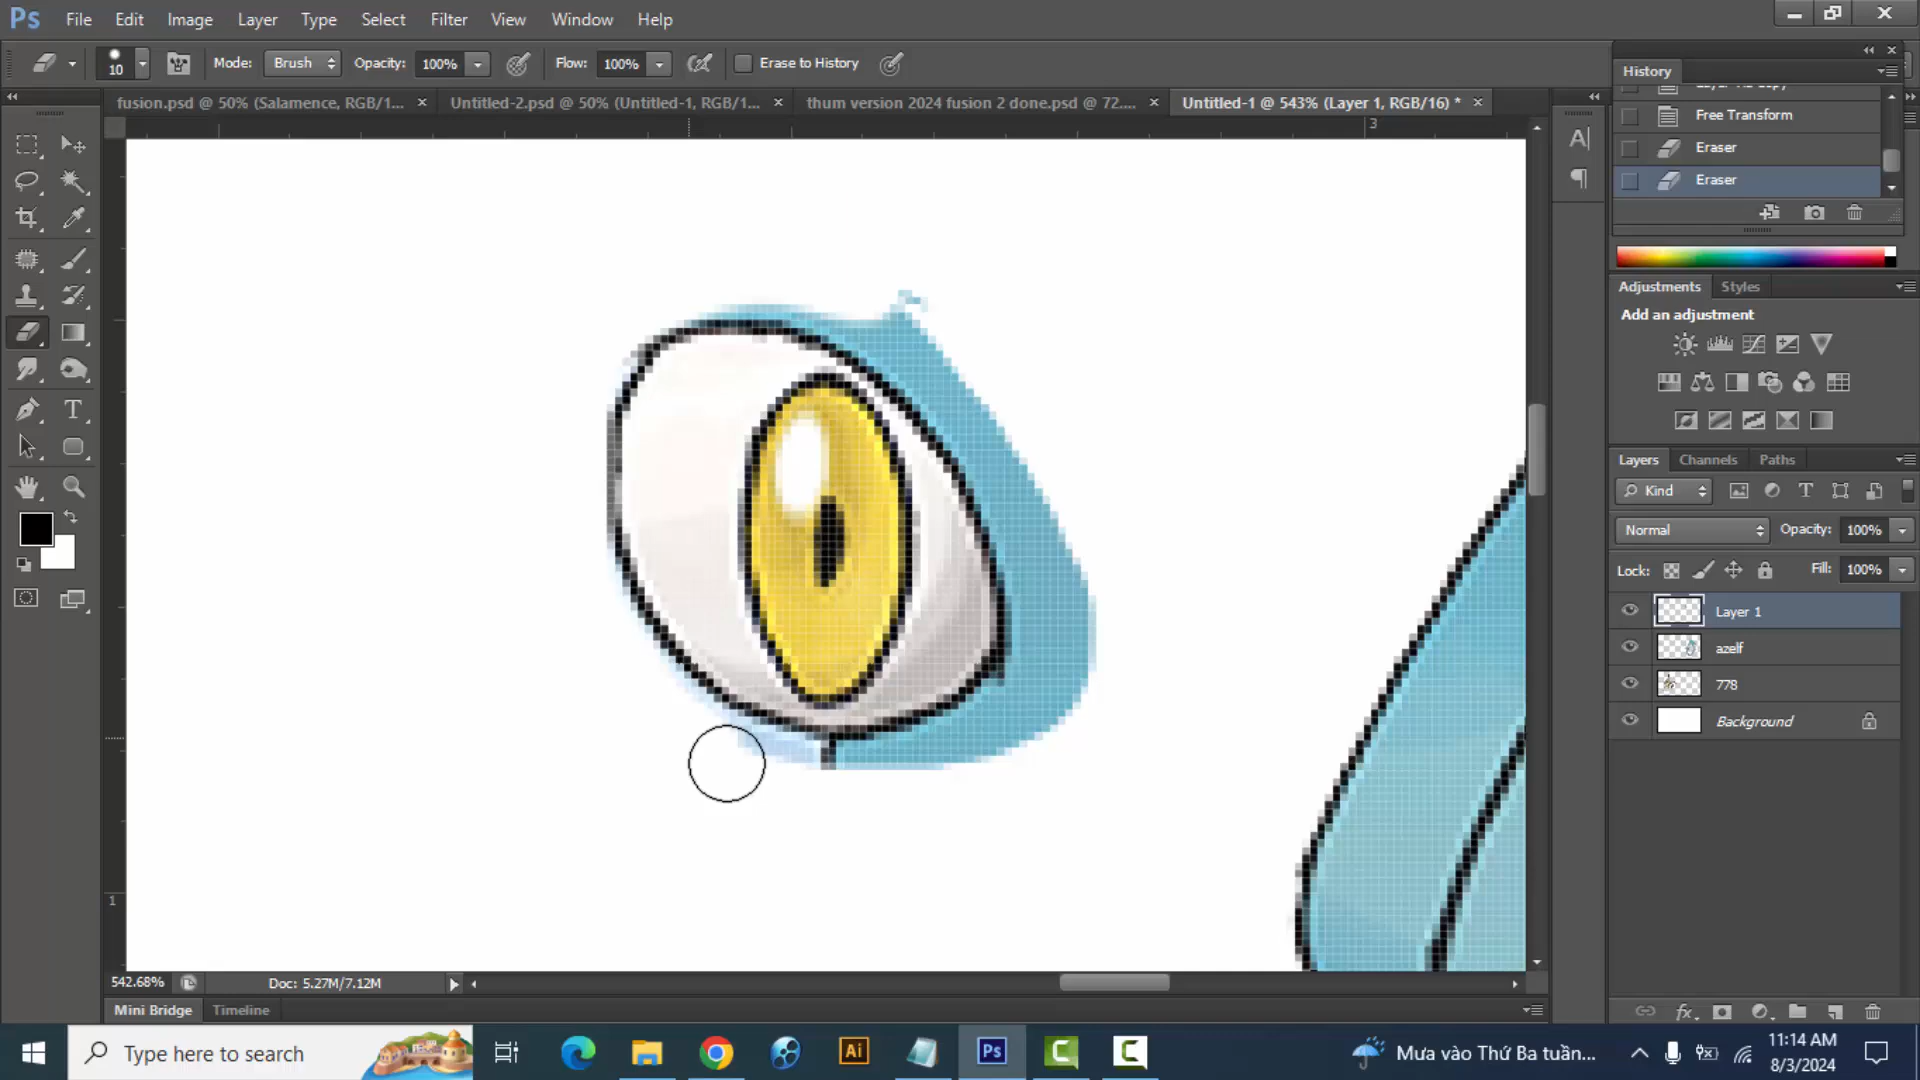 Ps File Edit Image Layer Type Select Filter View Window Help
10 Mode: Brush Opacity: 100% Flow: 100% Erase to History
fusion.psd @ 50% (Salamence, RGB/1... Untitled-2.psd @ 50% (Untitled-1, RGB/1... thum version 2024 fusion 2 done.psd @ 72.... Untitled-1 @ 543% (Layer 1, RGB/16) *
3
1
History
Free Transform
Eraser
Eraser
Adjustments Styles
Add an adjustment
Layers Channels Paths
Kind
Normal Opacity: 100%
Lock: Fill: 100%
Layer 1
azelf
778
Background
542.68% Doc: 5.27M/7.12M
Mini Bridge Timeline
Type here to search
Ai Ps
Mưa vào Thứ Ba tuần...
11:14 AM
8/3/2024